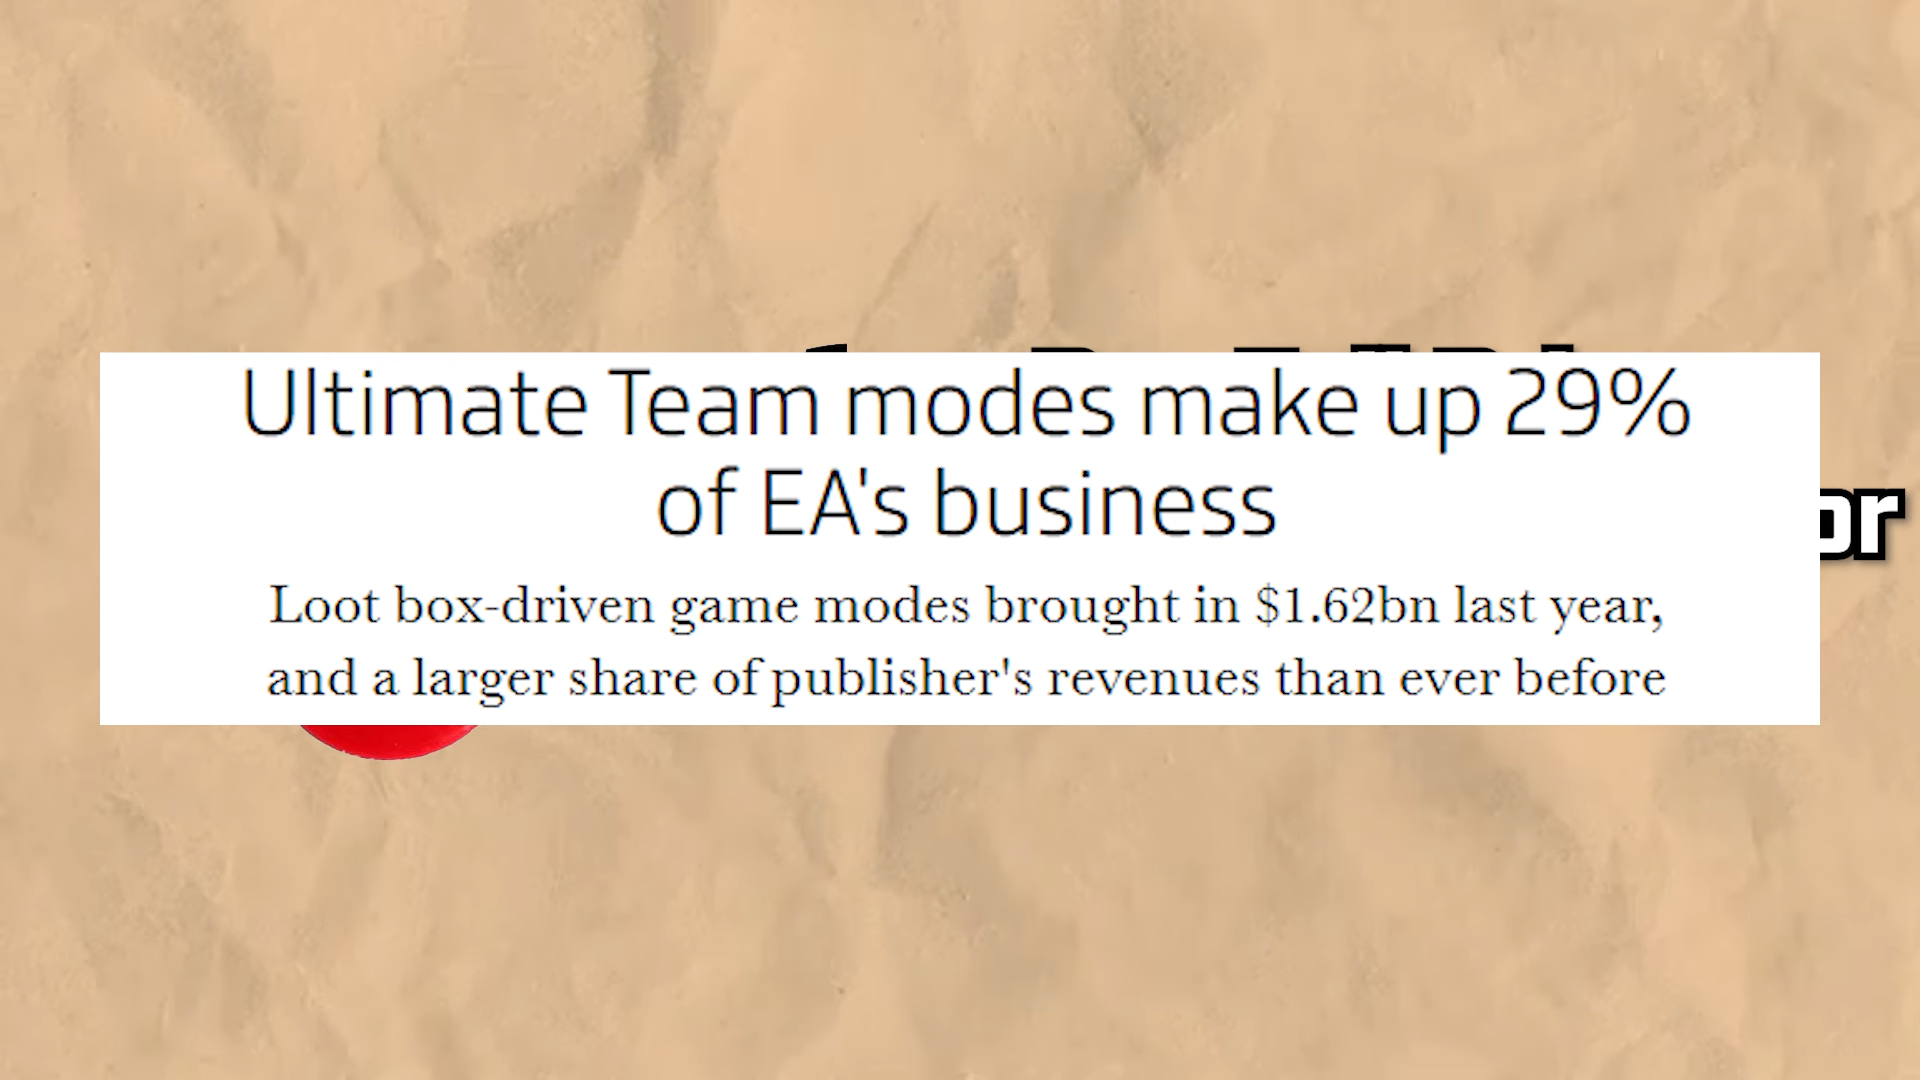 Ultimate Team modes make up 29%
of EA's business
or
Loot box-driven game modes brought in $1.62bn last year,
and a larger share of publisher's revenues than ever before